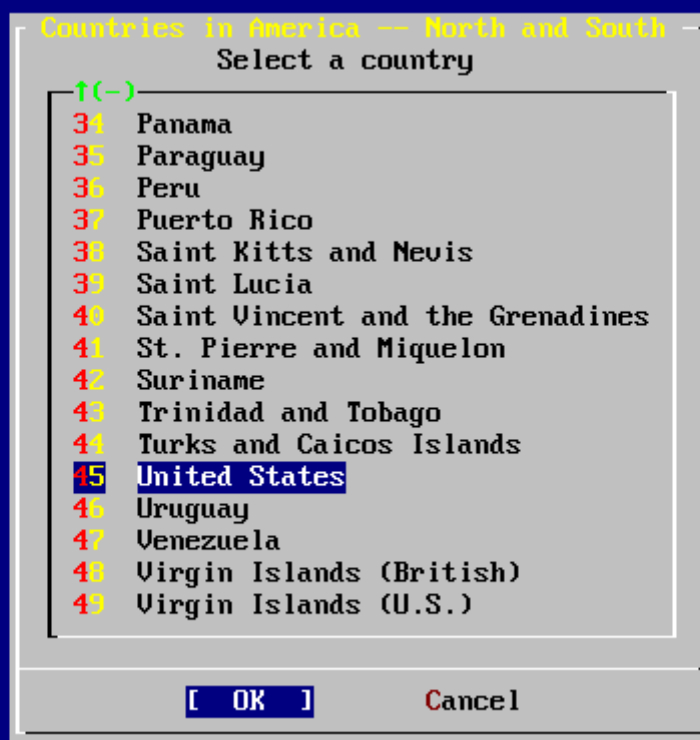 Countries in America -- North and South
Select a country
↑(-)
34 Panama
35 Paraguay
36 Peru
37 Puerto Rico
38 Saint Kitts and Nevis
39 Saint Lucia
40 Saint Vincent and the Grenadines
41 St. Pierre and Miquelon
42 Suriname
43 Trinidad and Tobago
44 Turks and Caicos Islands
45 United States
46 Uruguay
47 Venezuela
48 Virgin Islands (British)
49 Virgin Islands (U.S.)
[ OK ] Cancel